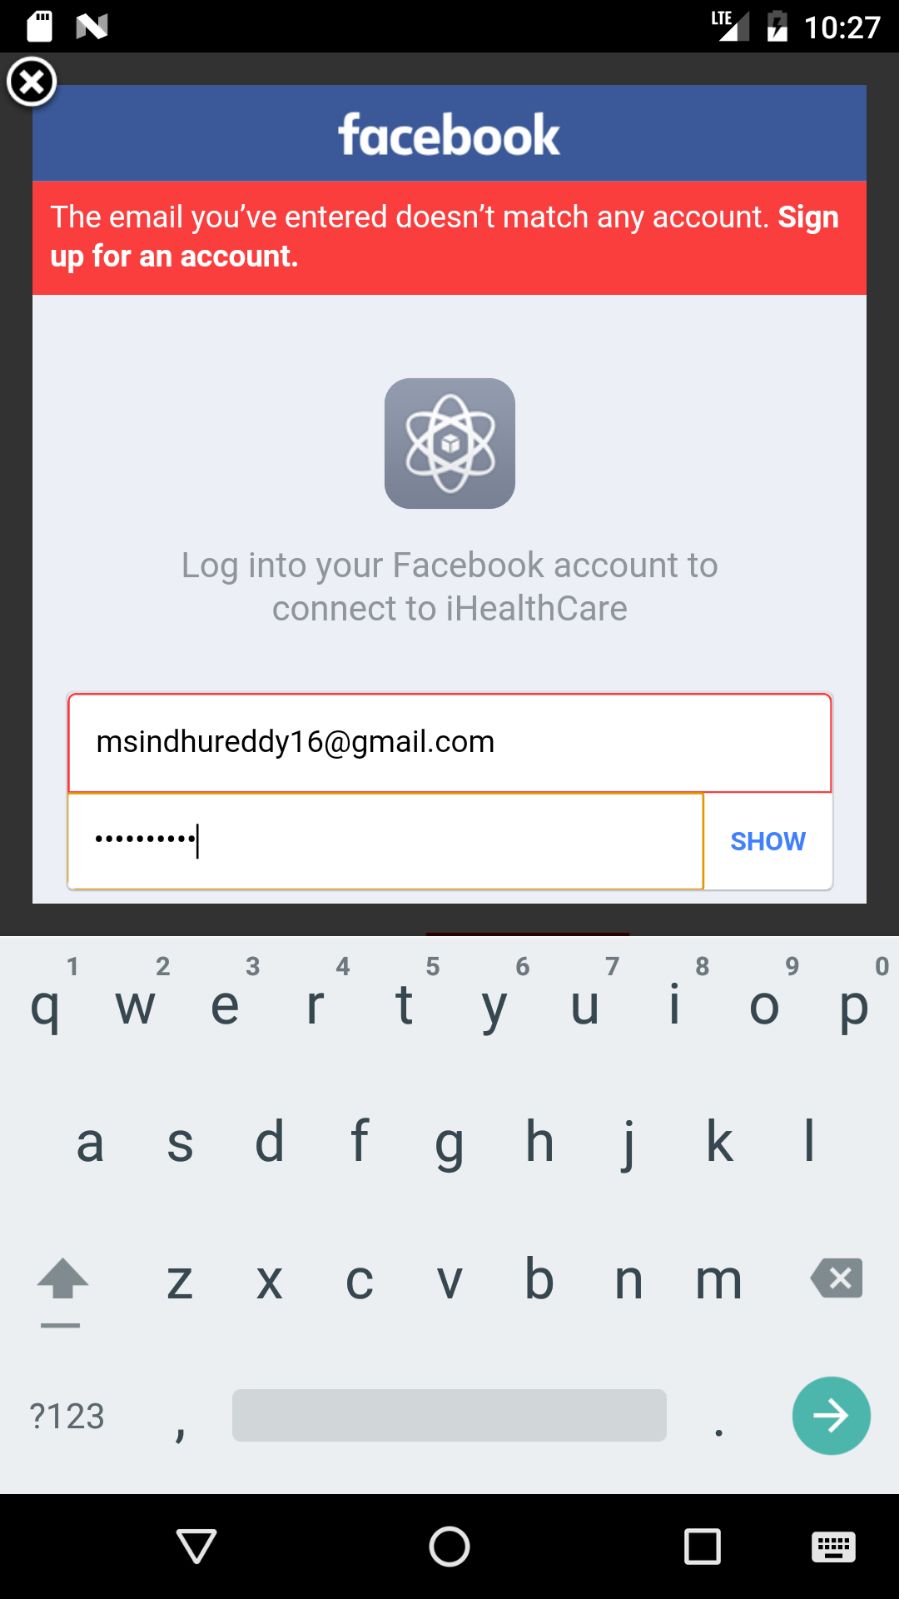 LTE 10:27
facebook
The email you’ve entered doesn’t match any account. Sign
up for an account.
Log into your Facebook account to
connect to iHealthCare
msindhureddy16@gmail.com
••••••••••
SHOW
1 2 3 4 5 6 7 8 9 0
q w e r t y u i o p
a s d f g h j k l
z x c v b n m
?123 , .